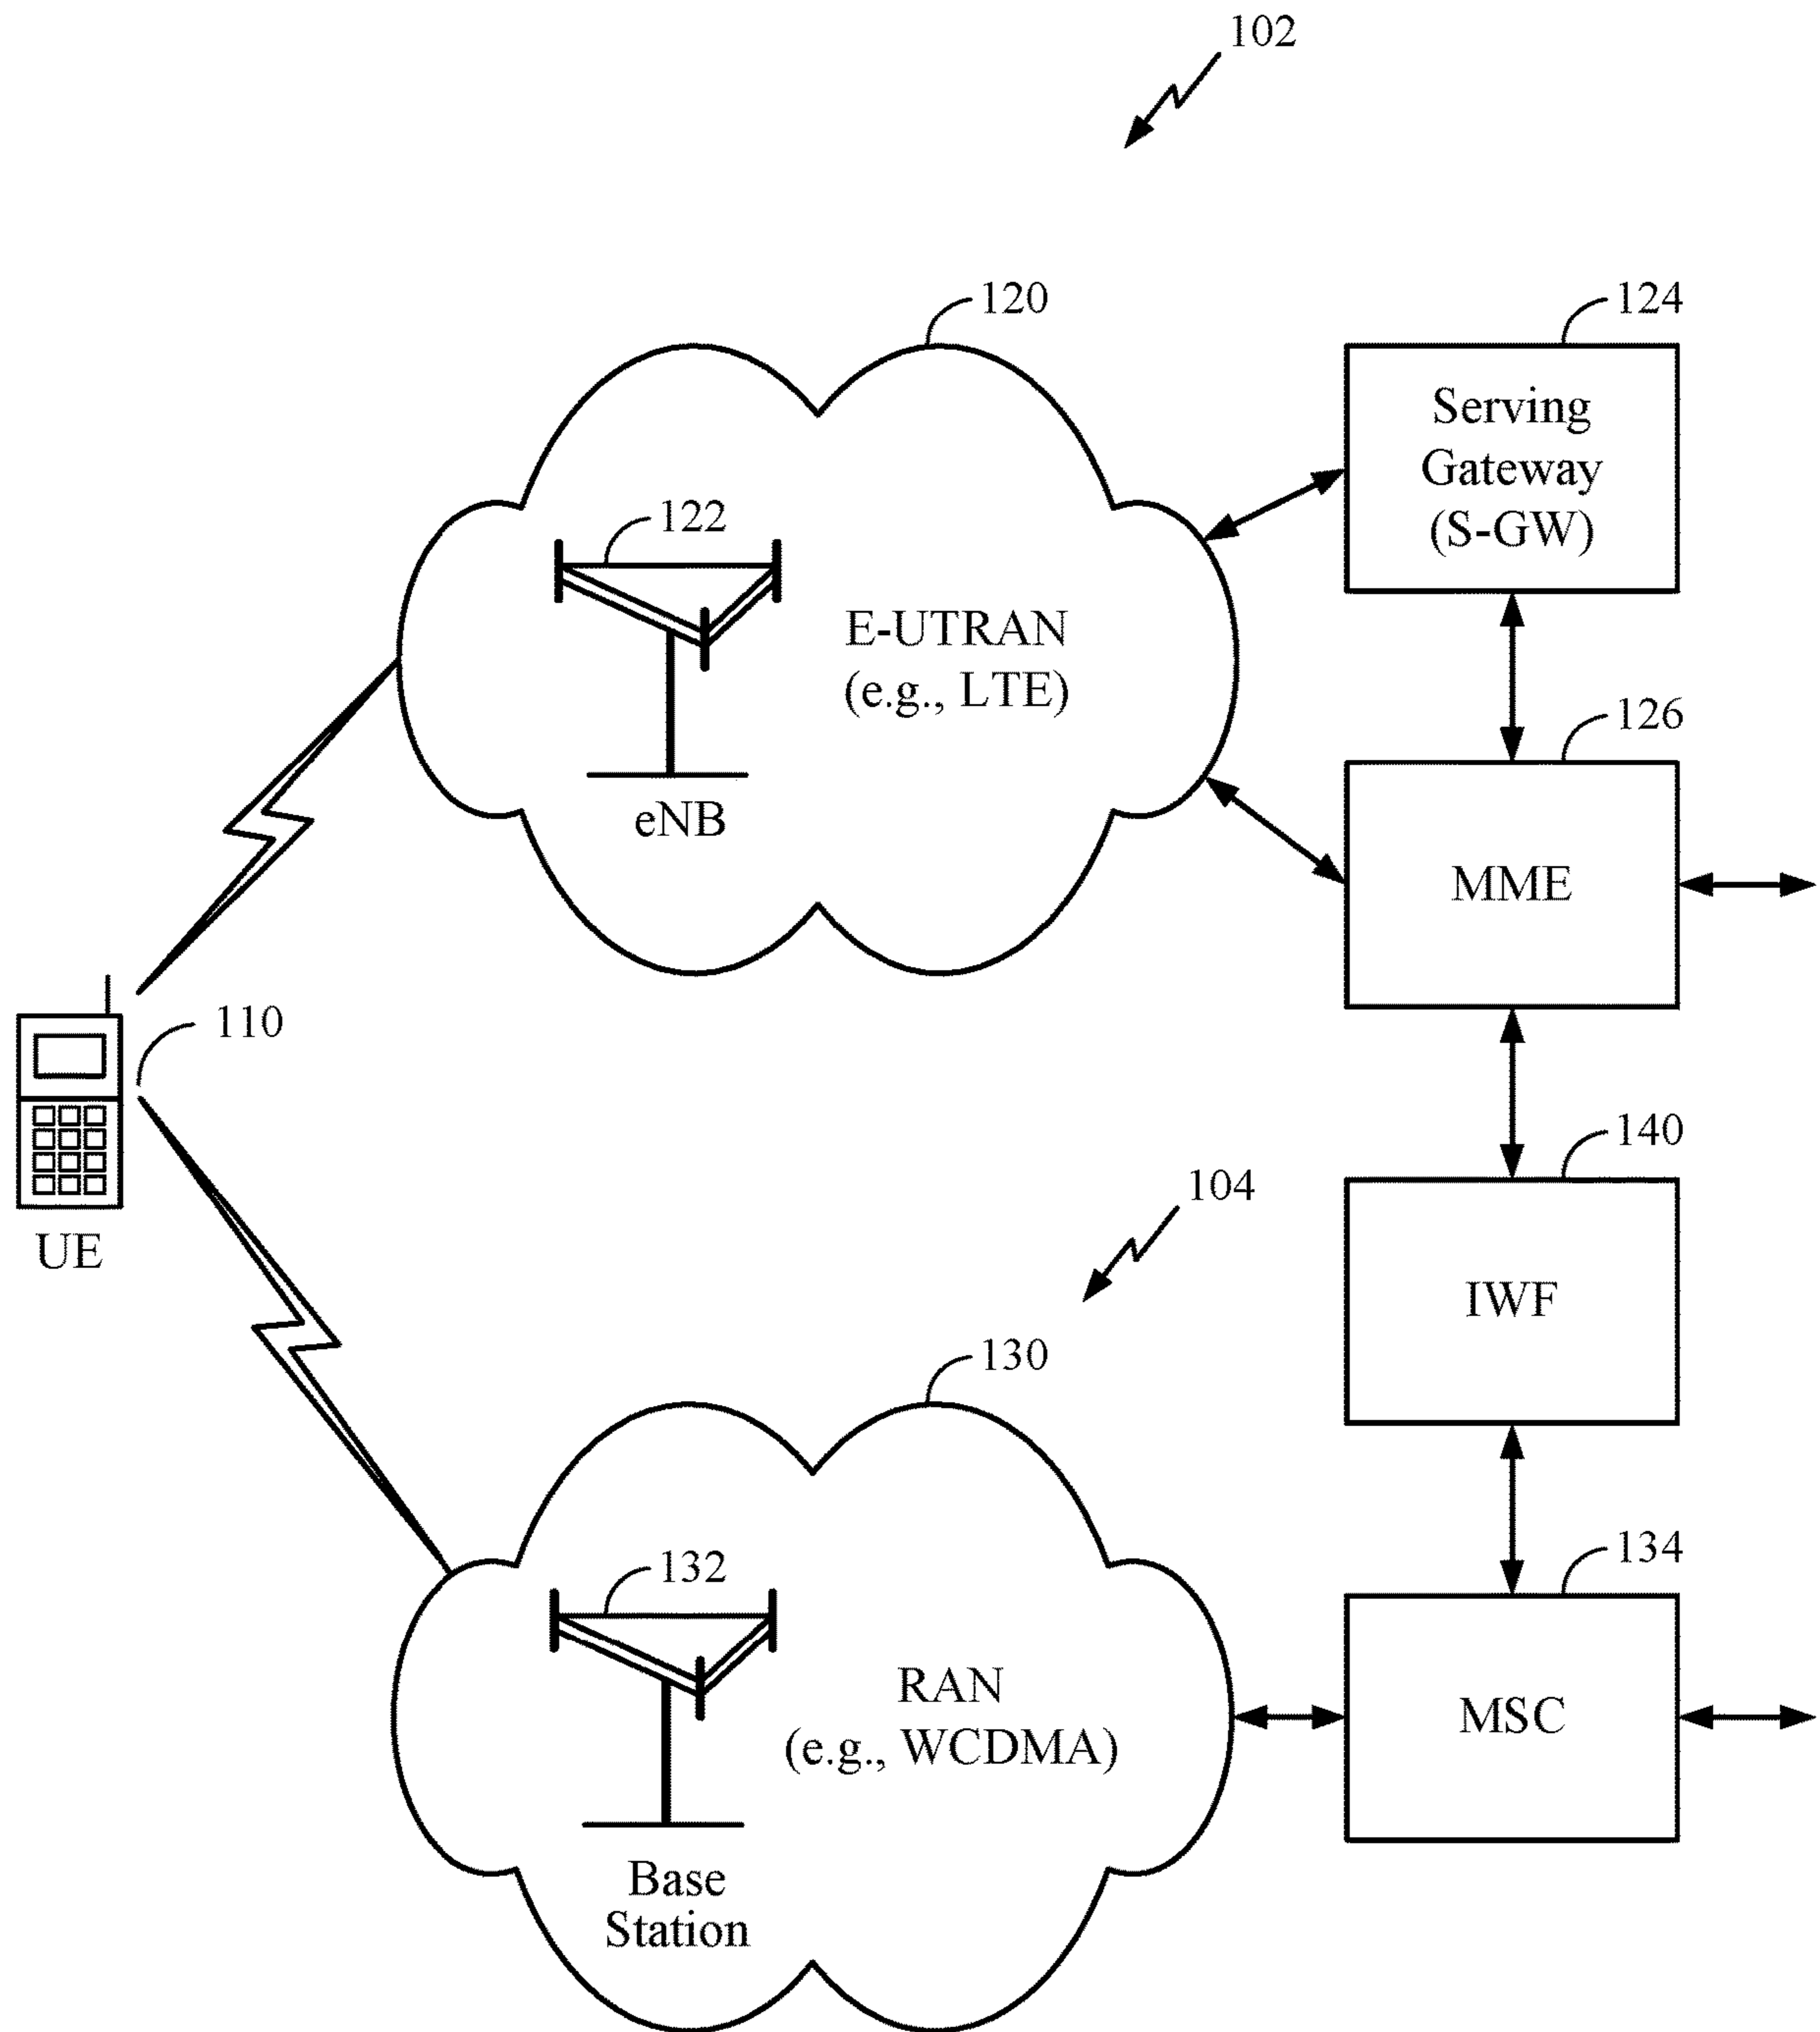 102
120
124
Serving
Gateway
(S-GW)
122
E-UTRAN
(e.g., LTE)
eNB
126
MME
110
UE
140
IWF
104
130
132
RAN
(e.g., WCDMA)
Base
Station
134
MSC